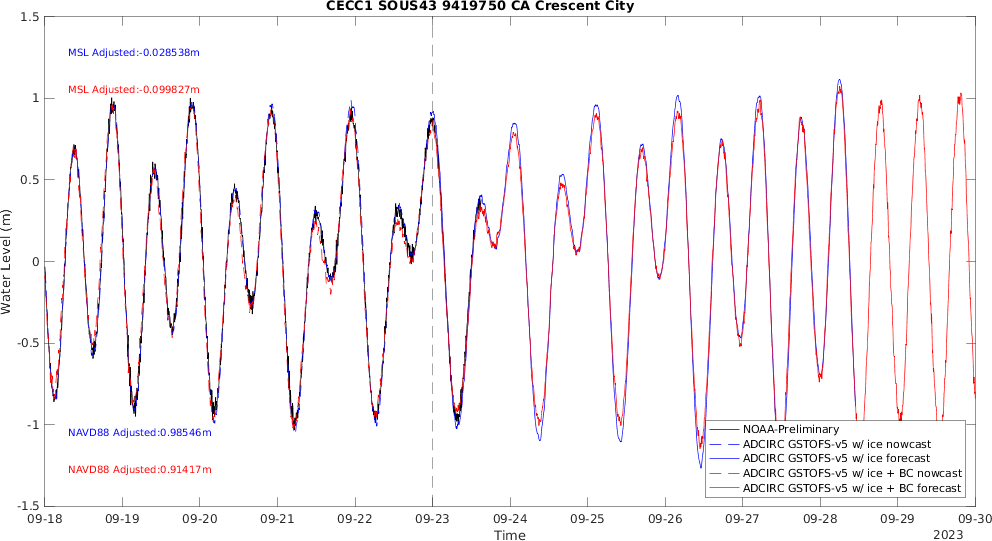 CECC1 SOUS43 9419750 CA Crescent City
1.5
1
0.5
0
-0.5
-1
-1.5
Water Level (m)
MSL Adjusted:-0.028538m
MSL Adjusted:-0.099827m
NAVD88 Adjusted:0.98546m
NAVD88 Adjusted:0.91417m
NOAA-Preliminary
ADCIRC GSTOFS-v5 w/ ice nowcast
ADCIRC GSTOFS-v5 w/ ice forecast
ADCIRC GSTOFS-v5 w/ ice + BC nowcast
ADCIRC GSTOFS-v5 w/ ice + BC forecast
09-18 09-19 09-20 09-21 09-22 09-23 09-24 09-25 09-26 09-27 09-28 09-29 09-30
Time
2023